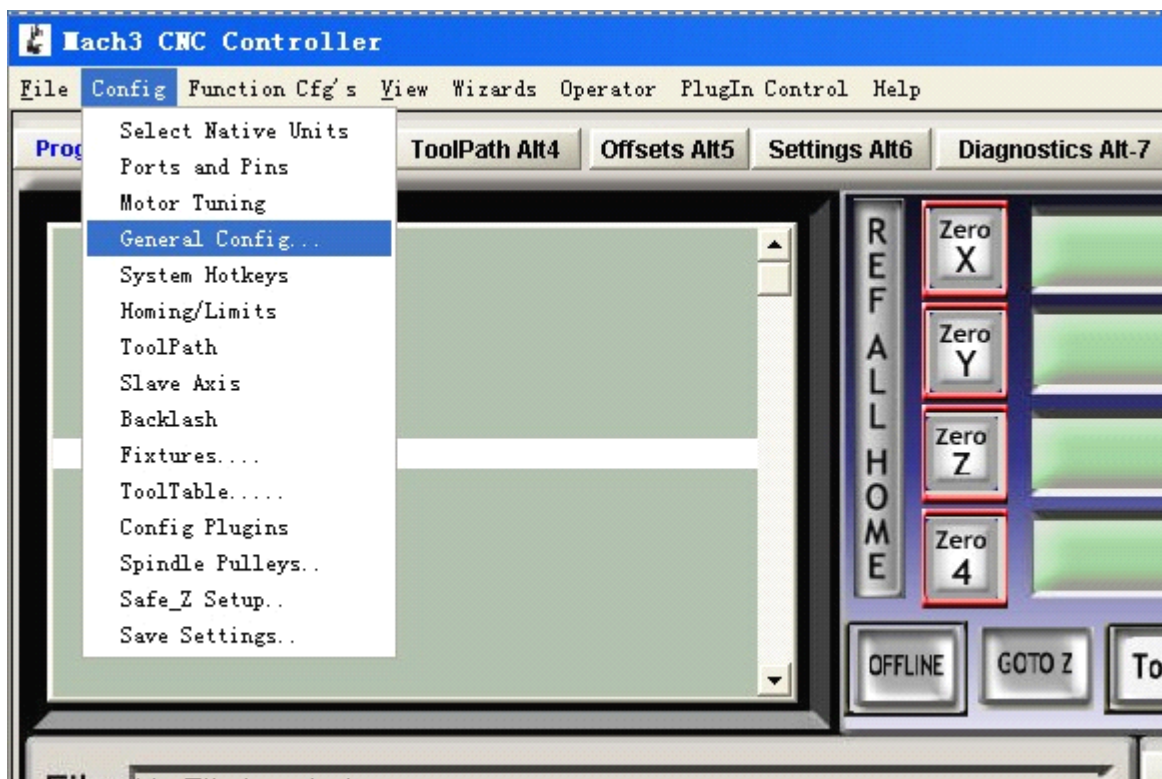 Mach3 CNC Controller
File Config Function Cfg's View Wizards Operator PlugIn Control Help
ToolPath Alt4 Offsets Alt5 Settings Alt6 Diagnostics Alt-7
Select Native Units
Ports and Pins
Motor Tuning
General Config...
System Hotkeys
Homing/Limits
ToolPath
Slave Axis
Backlash
Fixtures....
ToolTable.....
Config Plugins
Spindle Pulleys..
Safe_Z Setup..
Save Settings..
REF ALL HOME
Zero
X
Zero
Y
Zero
Z
Zero
4
OFFLINE GOTO Z To